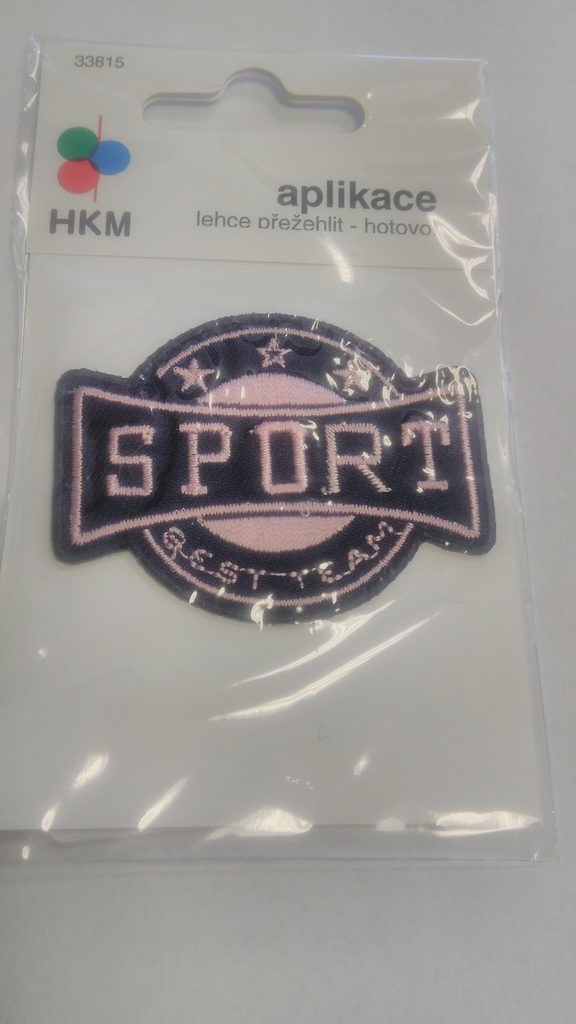 33815
HKM
aplikace
lehce přežehlit - hotovo
SPORT
BEST TEAM